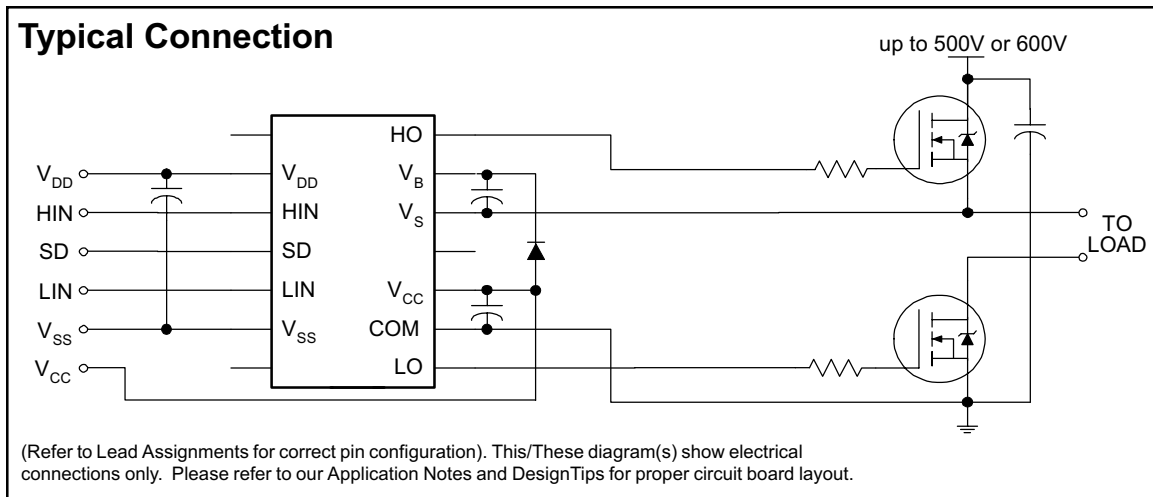 Typical Connection
up to 500V or 600V
HO
V_DD
V_DD
V_B
HIN
HIN
V_S
TO
LOAD
SD
SD
LIN
LIN
V_CC
V_SS
V_SS
COM
V_CC
LO
(Refer to Lead Assignments for correct pin configuration). This/These diagram(s) show electrical
connections only. Please refer to our Application Notes and DesignTips for proper circuit board layout.